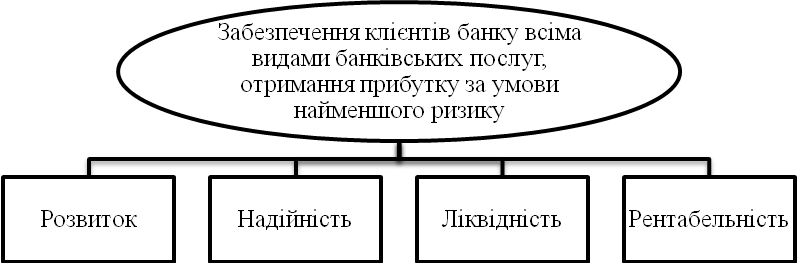 Забезпечення клієнтів банку всіма
видами банківських послуг,
отримання прибутку за умови
найменшого ризику
Розвиток
Надійність
Ліквідність
Рентабельність